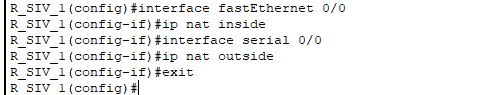 R_SIV_1(config)#interface fastEthernet 0/0
R_SIV_1(config-if)#ip nat inside
R_SIV_1(config-if)#interface serial 0/0
R_SIV_1(config-if)#ip nat outside
R_SIV_1(config-if)#exit
R_SIV_1(config)#